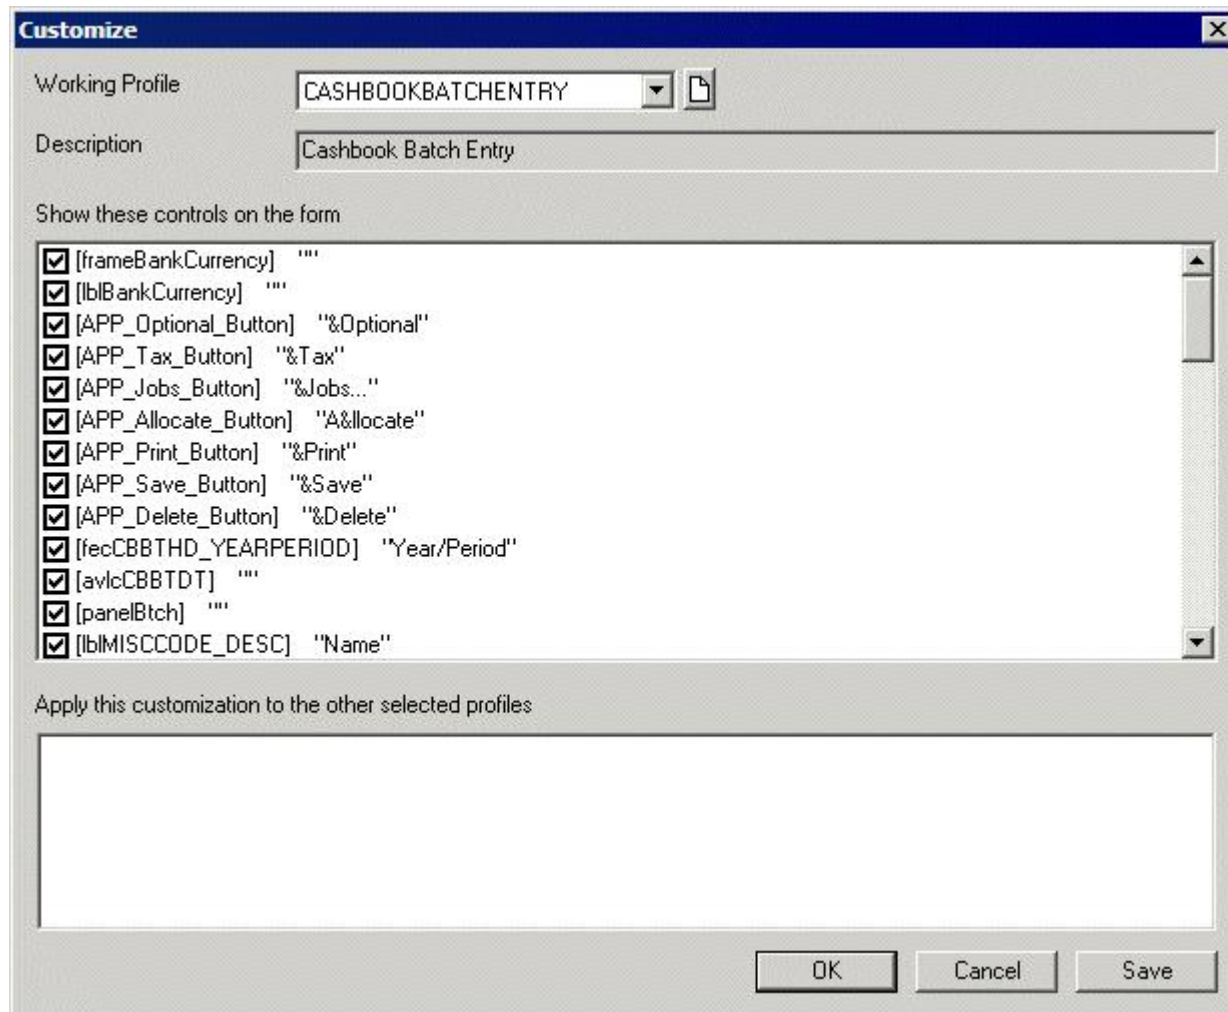 Customize
Working Profile
CASHBOOKBATCHENTRY
Description
Cashbook Batch Entry
Show these controls on the form
[frameBankCurrency] ""
[lblBankCurrency] ""
[APP_Optional_Button] "&Optional"
[APP_Tax_Button] "&Tax"
[APP_Jobs_Button] "&Jobs..."
[APP_Allocate_Button] "A&llocate"
[APP_Print_Button] "&Print"
[APP_Save_Button] "&Save"
[APP_Delete_Button] "&Delete"
[fecCBBTHD_YEARPERIOD] "Year/Period"
[avlcCBBTDT] ""
[panelBtch] ""
[lblMISCCODE_DESC] "Name"
Apply this customization to the other selected profiles
OK Cancel Save